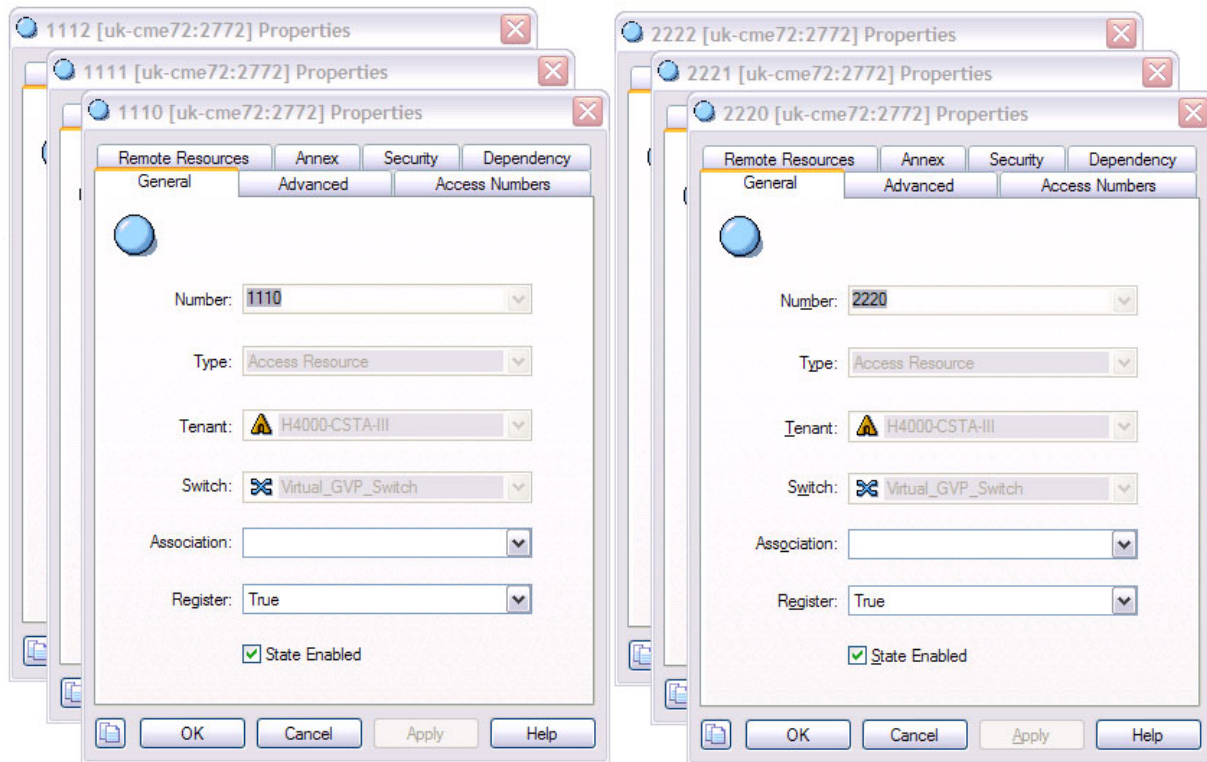 1112 [uk-cme72:2772] Properties
1111 [uk-cme72:2772] Properties
1110 [uk-cme72:2772] Properties
Remote Resources Annex Security Dependency
General Advanced Access Numbers
Number: 1110
Type: Access Resource
Tenant: H4000-CSTA-III
Switch: Virtual_GVP_Switch
Association:
Register: True
State Enabled
OK Cancel Apply Help
2222 [uk-cme72:2772] Properties
2221 [uk-cme72:2772] Properties
2220 [uk-cme72:2772] Properties
Remote Resources Annex Security Dependency
General Advanced Access Numbers
Number: 2220
Type: Access Resource
Tenant: H4000-CSTA-III
Switch: Virtual_GVP_Switch
Association:
Register: True
State Enabled
OK Cancel Apply Help